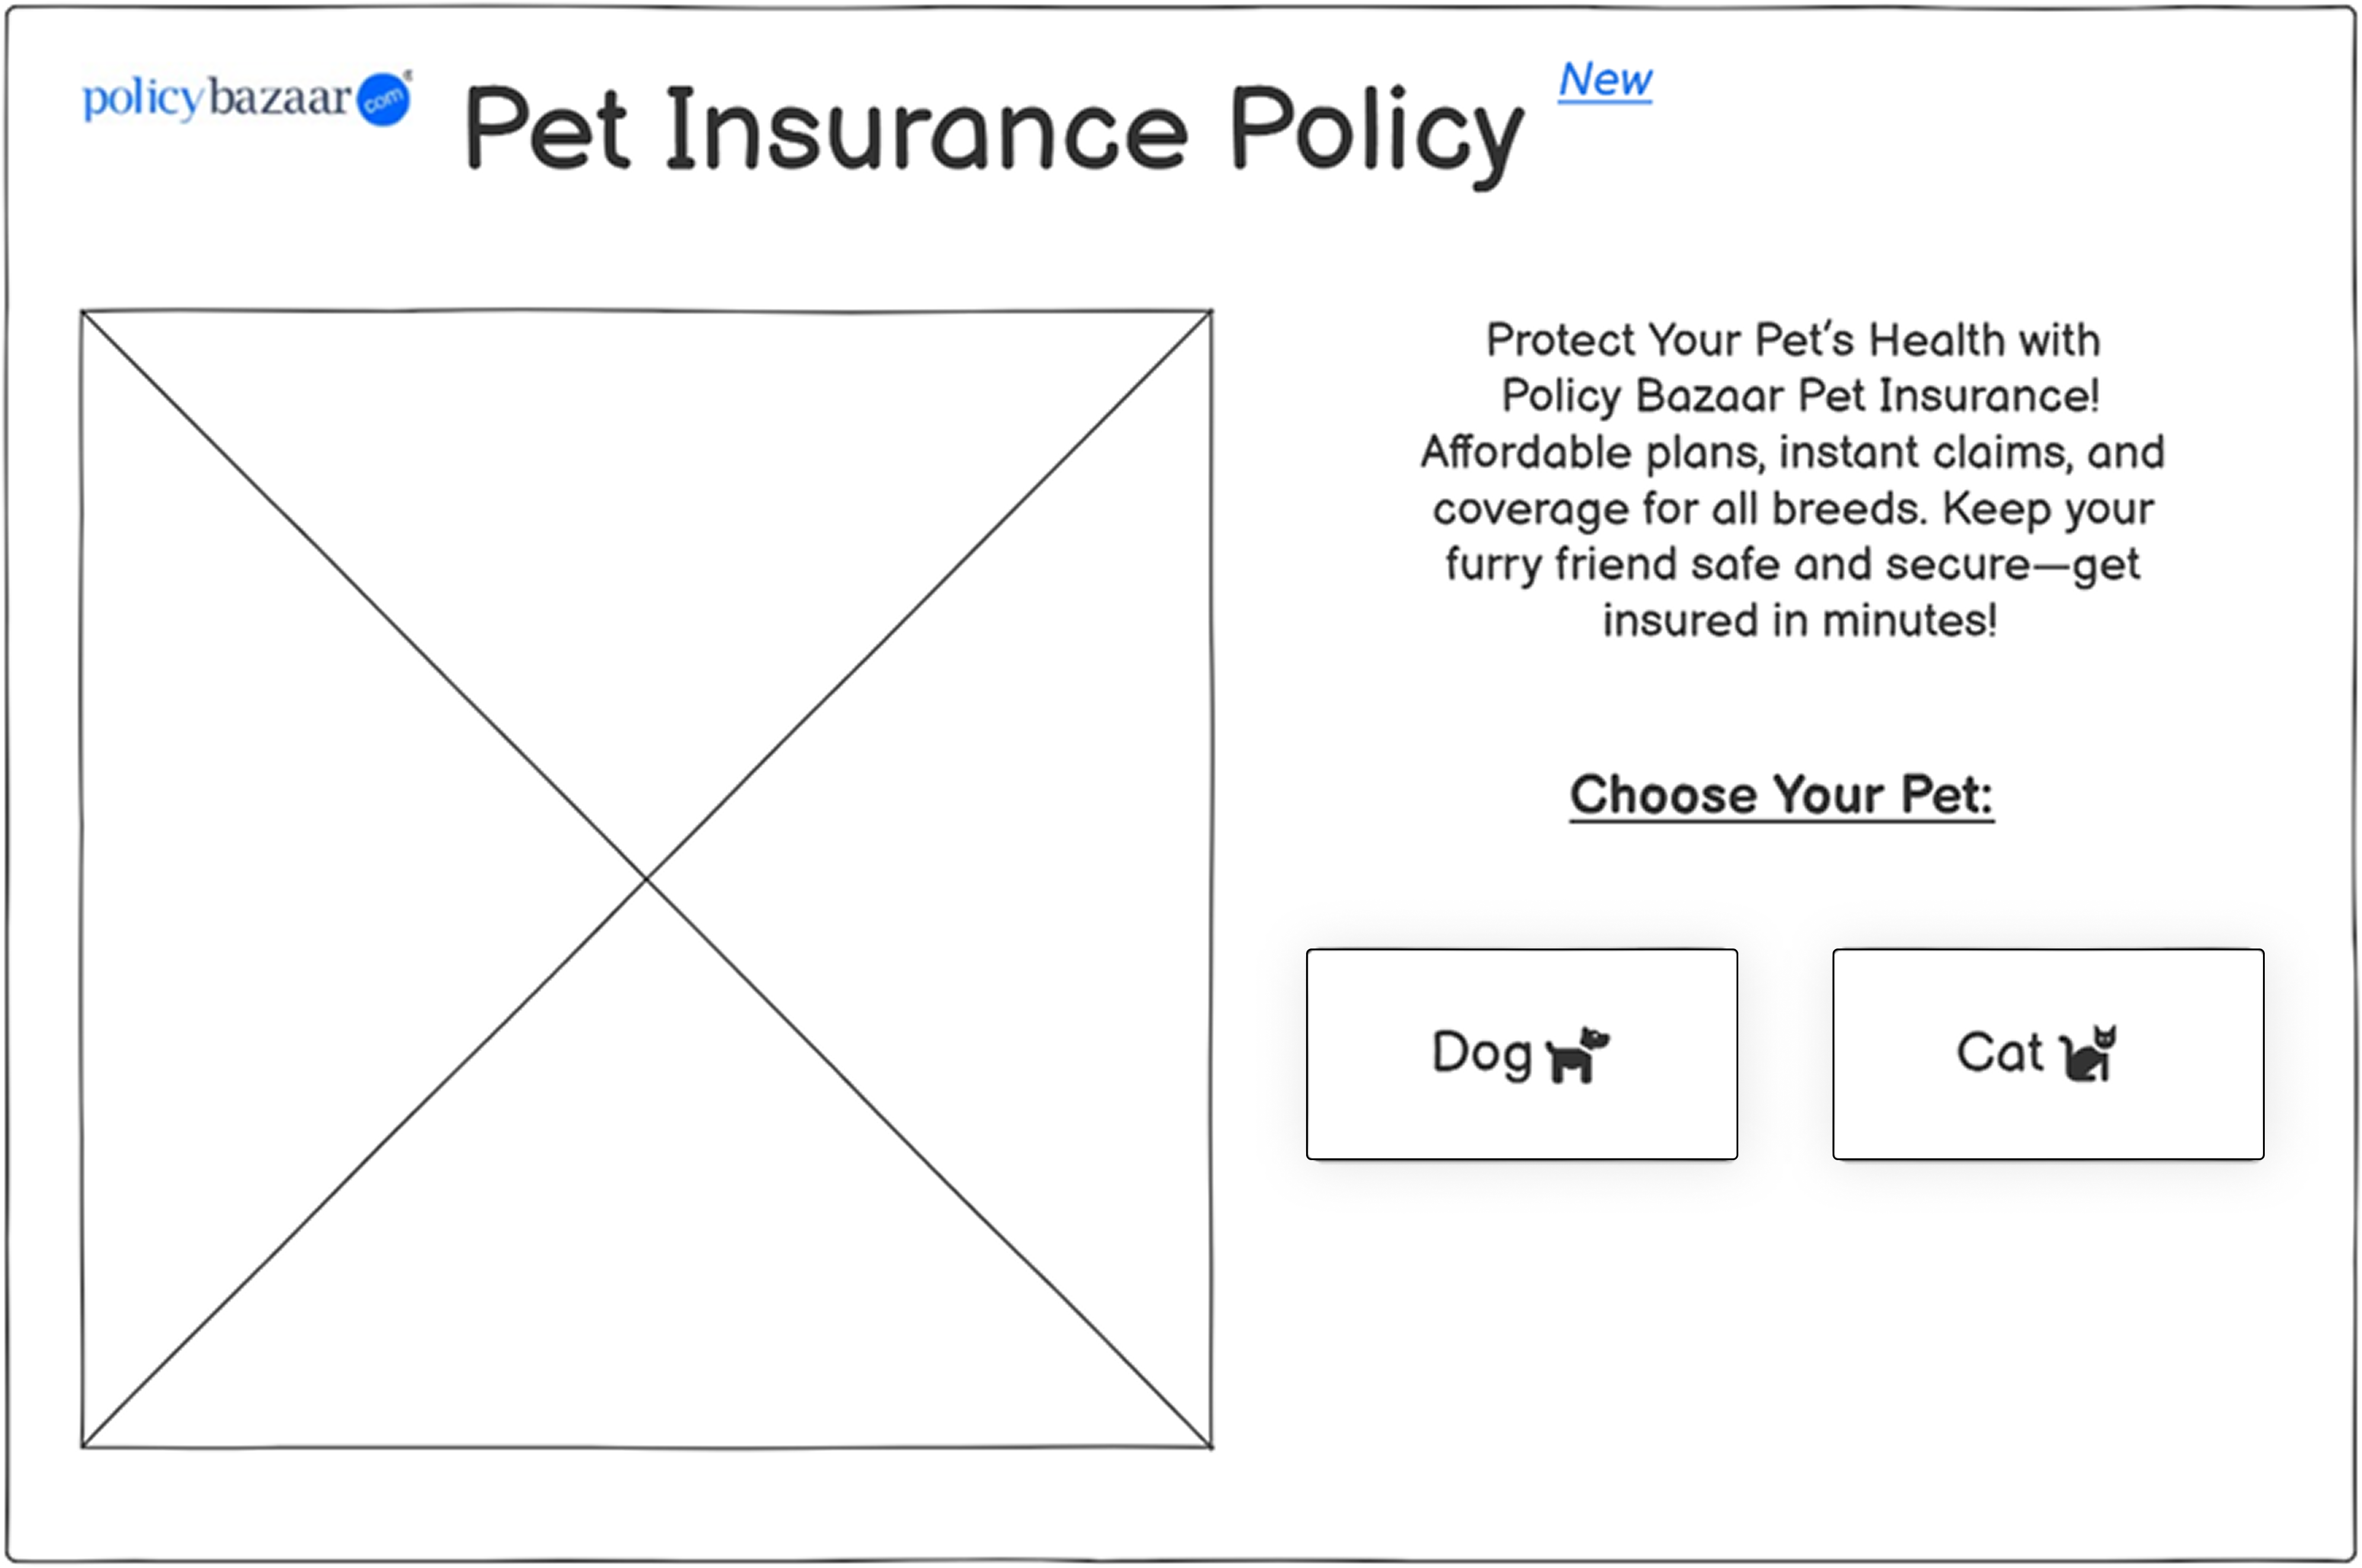 policybazaar com
Pet Insurance Policy
New
Protect Your Pet's Health with
Policy Bazaar Pet Insurance!
Affordable plans, instant claims, and
coverage for all breeds. Keep your
furry friend safe and secure—get
insured in minutes!
Choose Your Pet:
Dog
Cat